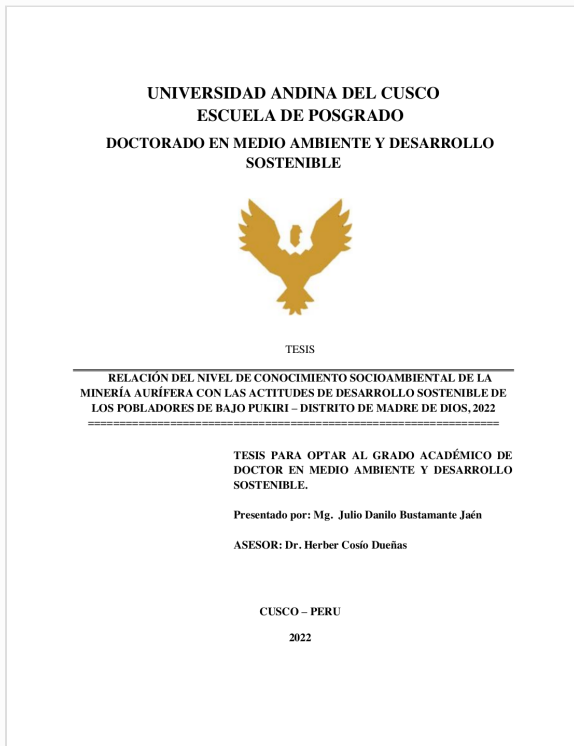 UNIVERSIDAD ANDINA DEL CUSCO
ESCUELA DE POSGRADO
DOCTORADO EN MEDIO AMBIENTE Y DESARROLLO
SOSTENIBLE
TESIS
RELACIÓN DEL NIVEL DE CONOCIMIENTO SOCIOAMBIENTAL DE LA
MINERÍA AURÍFERA CON LAS ACTITUDES DE DESARROLLO SOSTENIBLE DE
LOS POBLADORES DE BAJO PUKIRI – DISTRITO DE MADRE DE DIOS, 2022
TESIS PARA OPTAR AL GRADO ACADÉMICO DE
DOCTOR EN MEDIO AMBIENTE Y DESARROLLO
SOSTENIBLE.
Presentado por: Mg. Julio Danilo Bustamante Jaén
ASESOR: Dr. Herber Cosío Dueñas
CUSCO – PERU
2022